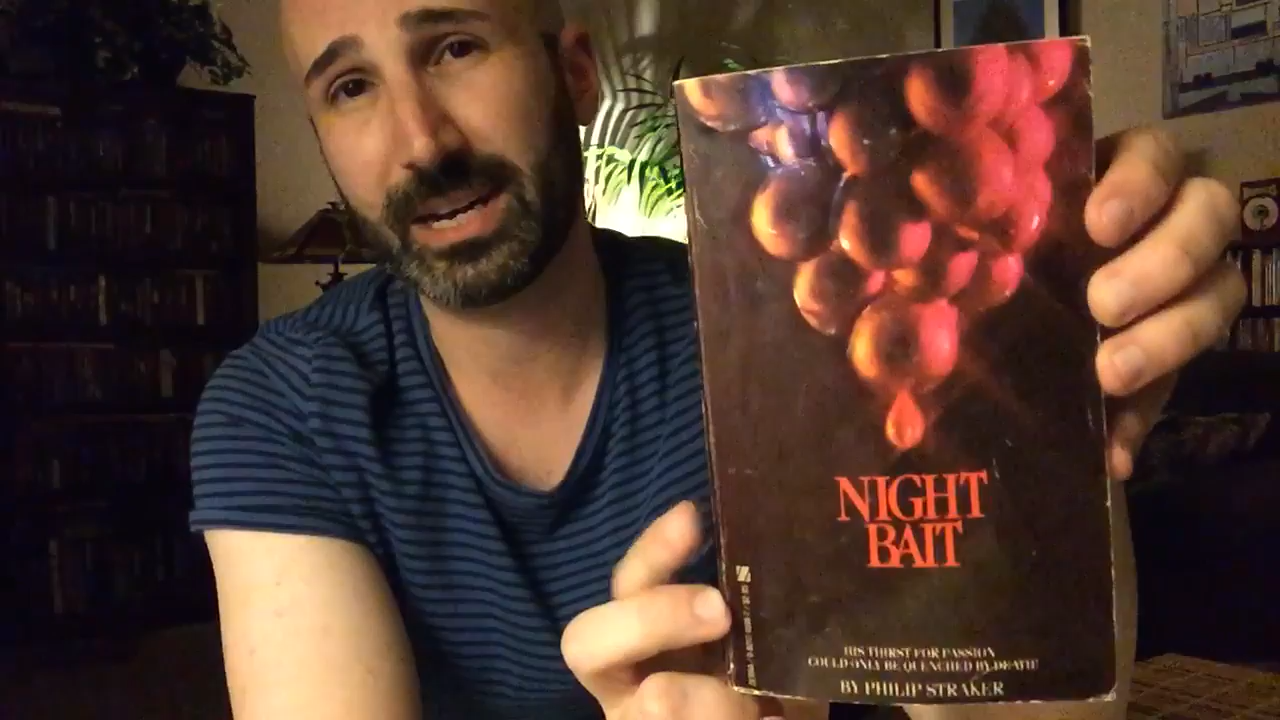 NIGHT
BAIT
HIS THIRST FOR PASSION
COULD ONLY BE QUENCHED BY DEATH!
BY PHILIP STRAKER